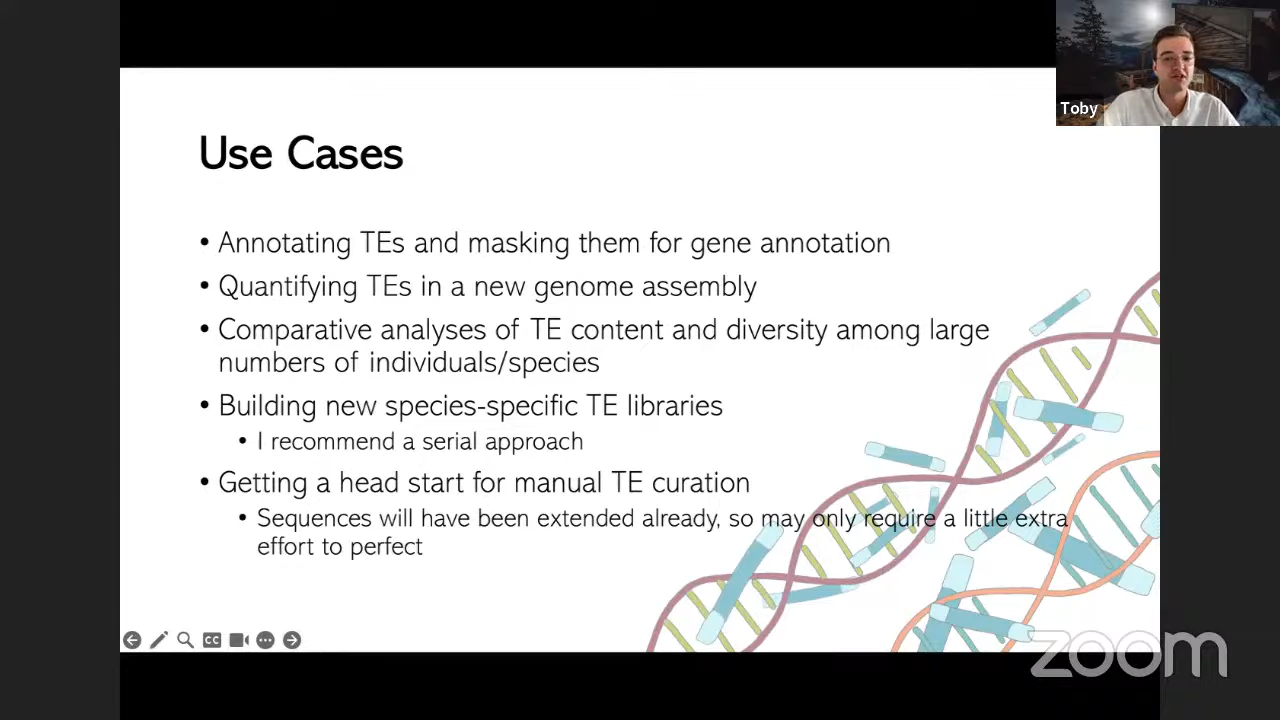 Toby
Use Cases
• Annotating TEs and masking them for gene annotation
• Quantifying TEs in a new genome assembly
• Comparative analyses of TE content and diversity among large
numbers of individuals/species
• Building new species-specific TE libraries
• I recommend a serial approach
• Getting a head start for manual TE curation
• Sequences will have been extended already, so may only require a little extra
effort to perfect
CC
zoom